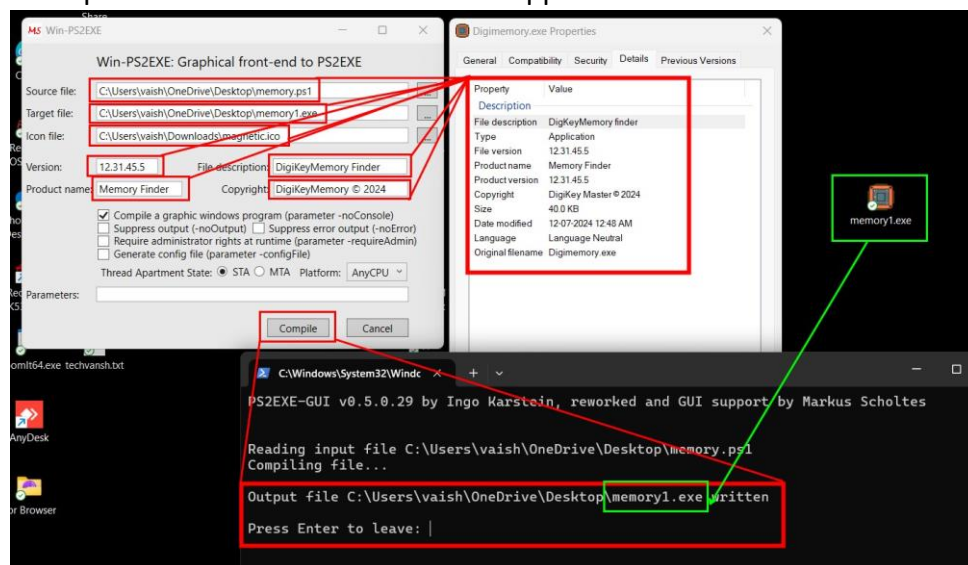 Share
Win-PS2EXE
Win-PS2EXE: Graphical front-end to PS2EXE
Source file: C:\Users\vaish\OneDrive\Desktop\memory.ps1 ...
Target file: C:\Users\vaish\OneDrive\Desktop\memory1.exe ...
Icon file: C:\Users\vaish\Downloads\magnetic.ico ...
Version: 12.31.45.5 File description: DigiKeyMemory Finder
Product name: Memory Finder Copyright: DigiKeyMemory © 2024
Compile a graphic windows program (parameter -noConsole)
Suppress output (-noOutput) Suppress error output (-noError)
Require administrator rights at runtime (parameter -requireAdmin)
Generate config file (parameter -configFile)
Thread Apartment State: STA MTA Platform: AnyCPU
Parameters:
Compile Cancel
Digimemory.exe Properties
General Compatibility Security Details Previous Versions
Property Value
Description
File description DigKeyMemory finder
Type Application
File version 12.31.45.5
Product name Memory Finder
Product version 12.31.45.5
Copyright DigiKey Master © 2024
Size 40.0 KB
Date modified 12-07-2024 12:48 AM
Language Language Neutral
Original filename Digimemory.exe
memory1.exe
omIt64.exe techvansh.txt
AnyDesk
or Browser
C:\Windows\System32\Windc
PS2EXE-GUI v0.5.0.29 by Ingo Karstein, reworked and GUI support by Markus Scholtes
Reading input file C:\Users\vaish\OneDrive\Desktop\memory.ps1
Compiling file...
Output file C:\Users\vaish\OneDrive\Desktop\memory1.exe written
Press Enter to leave: